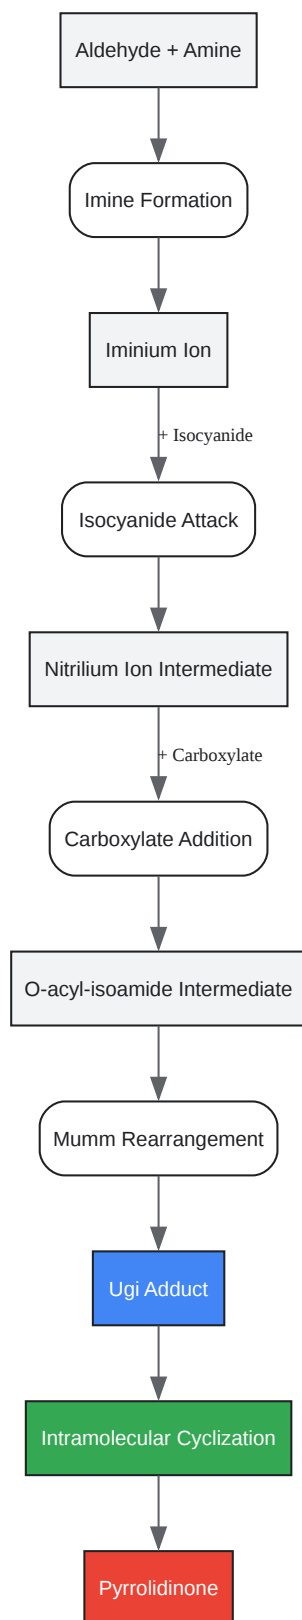 Aldehyde + Amine
Imine Formation
Iminium Ion
+ Isocyanide
Isocyanide Attack
Nitrilium Ion Intermediate
+ Carboxylate
Carboxylate Addition
O-acyl-isoamide Intermediate
Mumm Rearrangement
Ugi Adduct
Intramolecular Cyclization
Pyrrolidinone